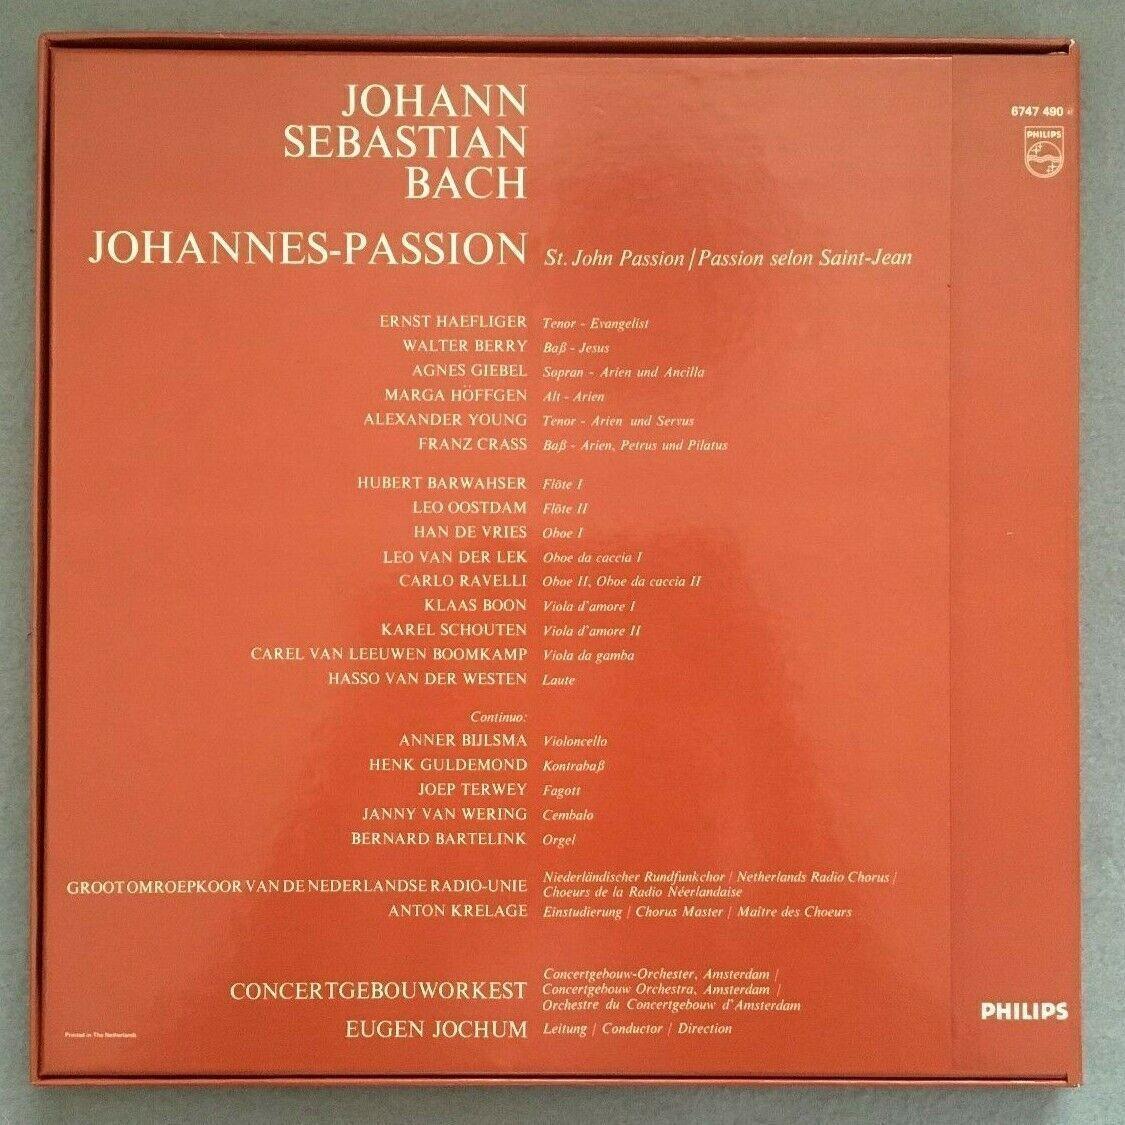 JOHANN
SEBASTIAN
BACH
6747 490
PHILIPS
JOHANNES-PASSION St. John Passion / Passion selon Saint-Jean
ERNST HAEFLIGER Tenor - Evangelist
WALTER BERRY Baß - Jesus
AGNES GIEBEL Sopran - Arien und Ancilla
MARGA HÖFFGEN Alt - Arien
ALEXANDER YOUNG Tenor - Arien und Servus
FRANZ CRASS Baß - Arien, Petrus und Pilatus
HUBERT BARWAHSER Flöte I
LEO OOSTDAM Flöte II
HAN DE VRIES Oboe I
LEO VAN DER LEK Oboe da caccia I
CARLO RAVELLI Oboe II, Oboe da caccia II
KLAAS BOON Viola d'amore I
KAREL SCHOUTEN Viola d'amore II
CAREL VAN LEEUWEN BOOMKAMP Viola da gamba
HASSO VAN DER WESTEN Laute
Continuo:
ANNER BIJLSMA Violoncello
HENK GULDEMOND Kontrabaß
JOEP TERWEY Fagott
JANNY VAN WERING Cembalo
BERNARD BARTELINK Orgel
GROOTOMROEPKOOR VAN DE NEDERLANDSE RADIO-UNIE Niederländischer Rundfunkchor / Netherlands Radio Chorus /
Choeurs de la Radio Néerlandaise
ANTON KRELAGE Einstudierung / Chorus Master / Maître des Choeurs
CONCERTGEBOUWORKEST Concertgebouw-Orchester, Amsterdam /
Concertgebouw Orchestra, Amsterdam /
Orchestre du Concertgebouw d'Amsterdam
EUGEN JOCHUM Leitung / Conductor / Direction
PHILIPS
Printed in The Netherlands